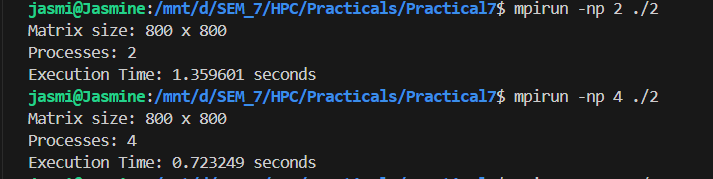 jasmi@Jasmine:/mnt/d/SEM_7/HPC/Practicals/Practical7$ mpirun -np 2 ./2
Matrix size: 800 x 800
Processes: 2
Execution Time: 1.359601 seconds
jasmi@Jasmine:/mnt/d/SEM_7/HPC/Practicals/Practical7$ mpirun -np 4 ./2
Matrix size: 800 x 800
Processes: 4
Execution Time: 0.723249 seconds